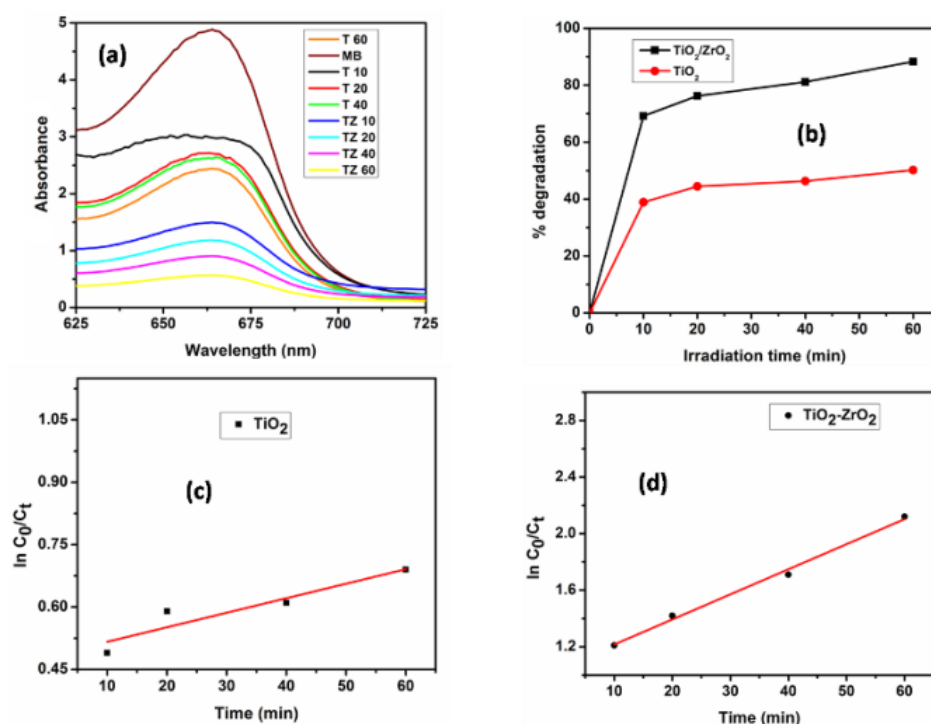 (a)
T 60
MB
T 10
T 20
T 40
TZ 10
TZ 20
TZ 40
TZ 60
Absorbance
5
4
3
2
1
0
625 650 675 700 725
Wavelength (nm)
TiO₂/ZrO₂
TiO₂
(b)
% degradation
100
80
60
40
20
0
0 10 20 30 40 50 60
Irradiation time (min)
TiO₂
(c)
ln C₀/Cₜ
1.05
0.90
0.75
0.60
0.45
10 20 30 40 50 60
Time (min)
TiO₂-ZrO₂
(d)
ln C₀/Cₜ
2.8
2.4
2.0
1.6
1.2
10 20 30 40 50 60
Time (min)